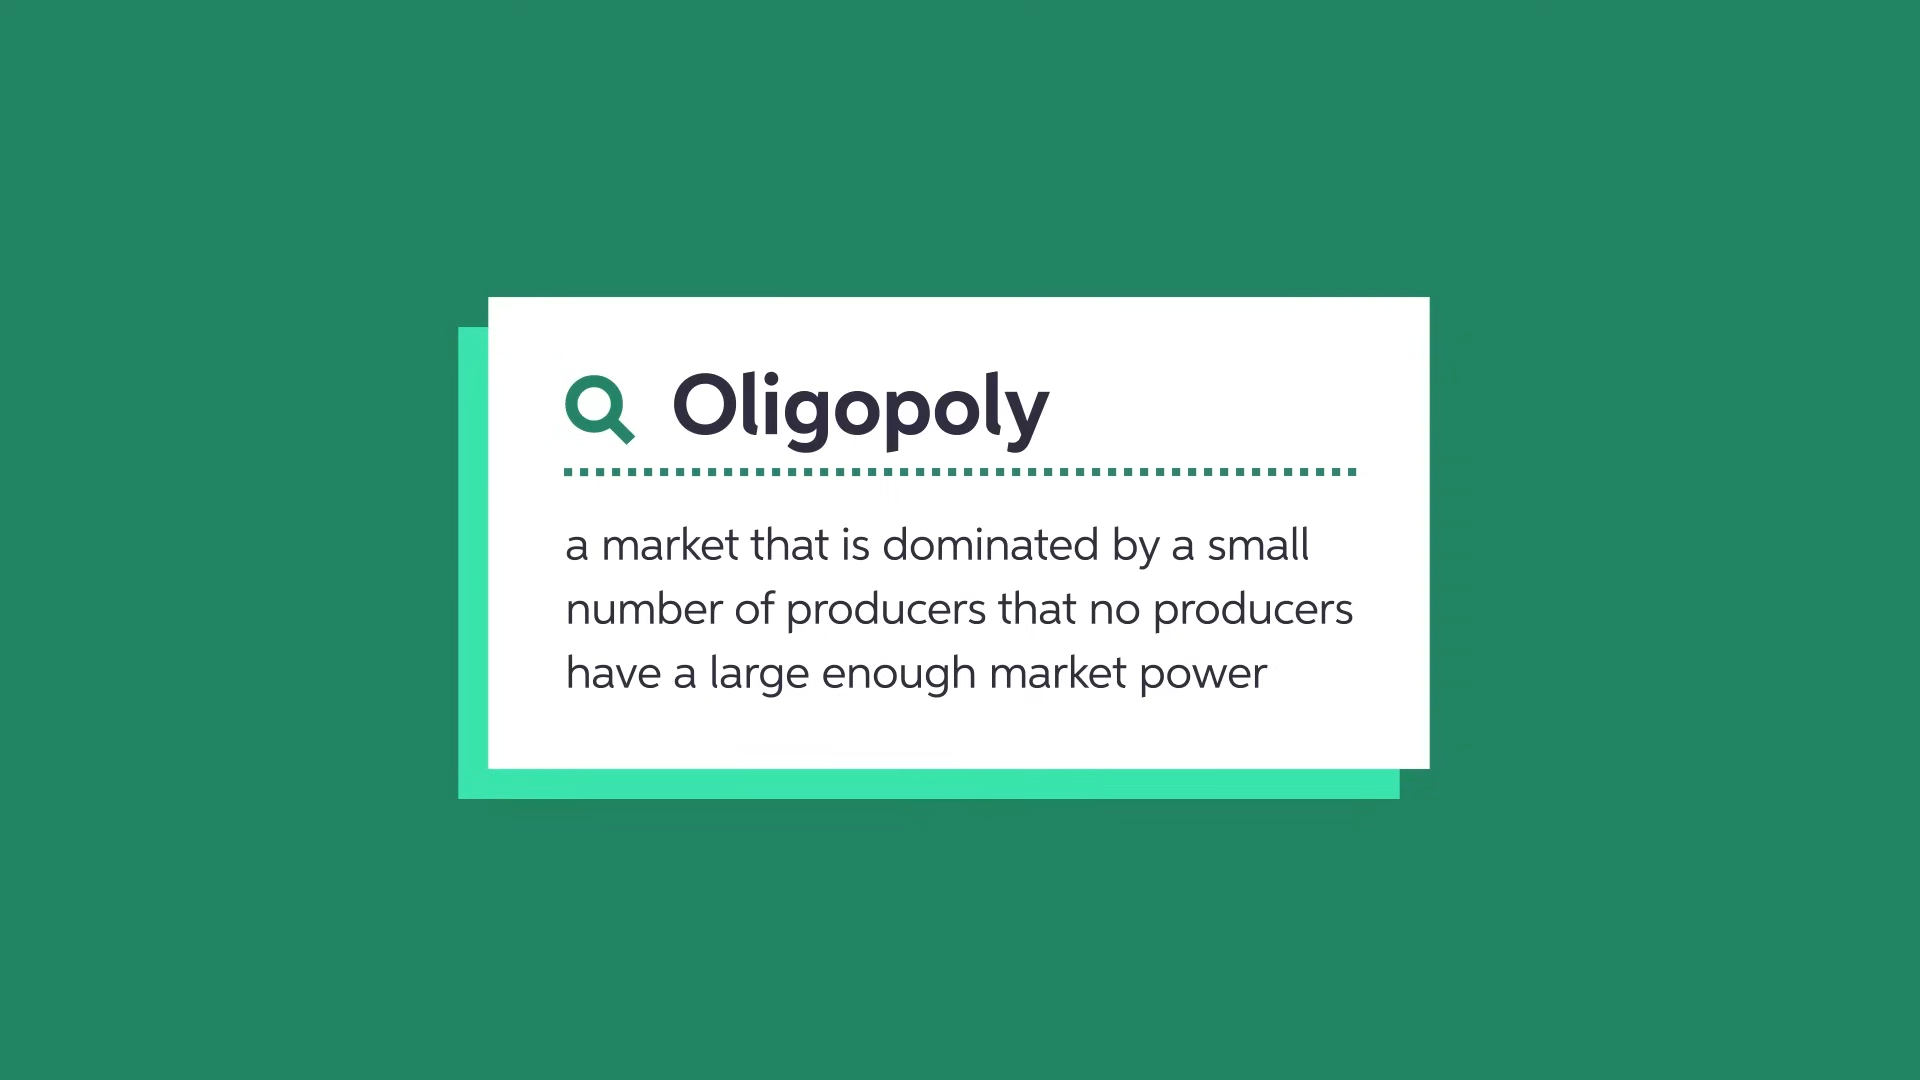 Oligopoly
a market that is dominated by a small
number of producers that no producers
have a large enough market power